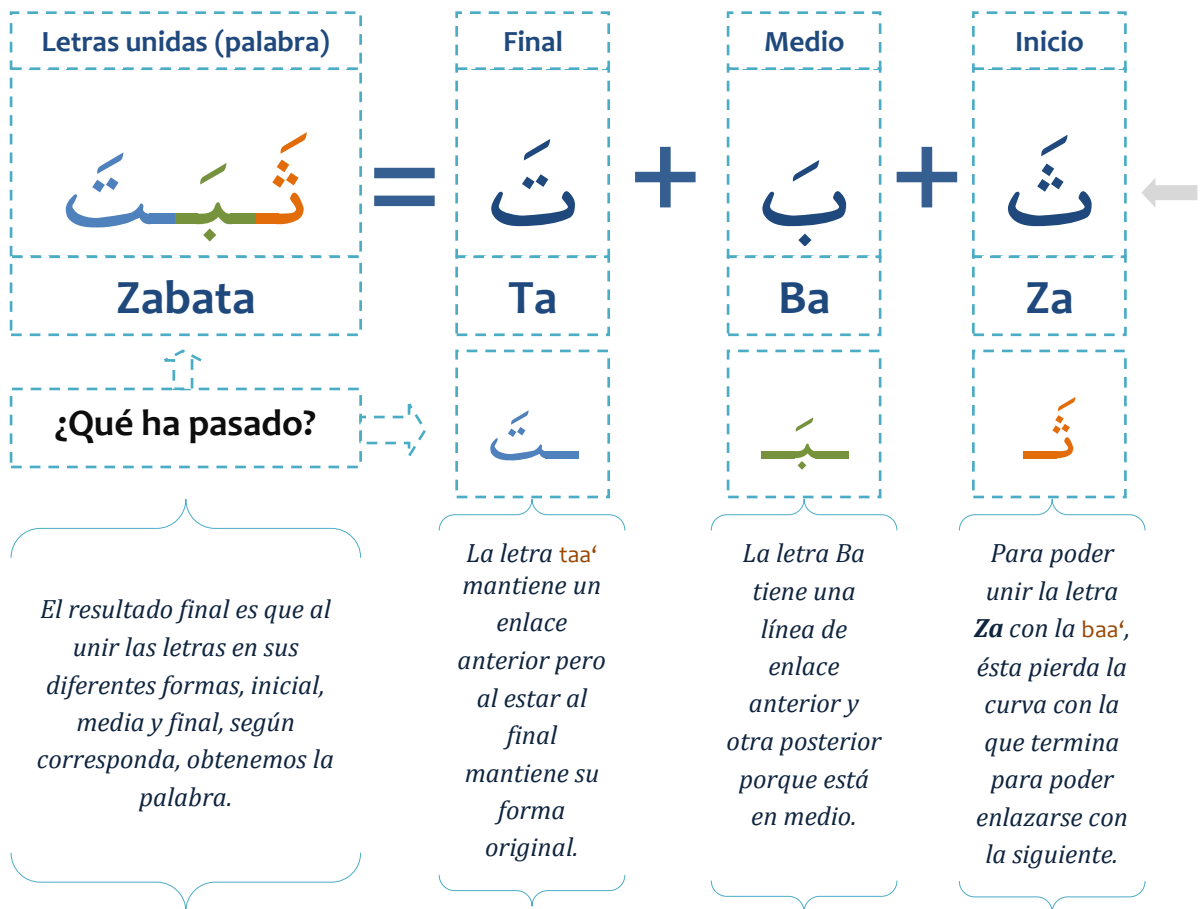 Letras unidas (palabra)
Final
Medio
Inicio
ثَبَتَ
=
تَ
+
بَ
+
ثَ
Zabata
Ta
Ba
Za
¿Qué ha pasado?
ـتَ
ـبَـ
ثَـ
El resultado final es que al
unir las letras en sus
diferentes formas, inicial,
media y final, según
corresponda, obtenemos la
palabra.
La letra taa‘
mantiene un
enlace
anterior pero
al estar al
final
mantiene su
forma
original.
La letra Ba
tiene una
línea de
enlace
anterior y
otra posterior
porque está
en medio.
Para poder
unir la letra
Za con la baa‘,
ésta pierda la
curva con la
que termina
para poder
enlazarse con
la siguiente.